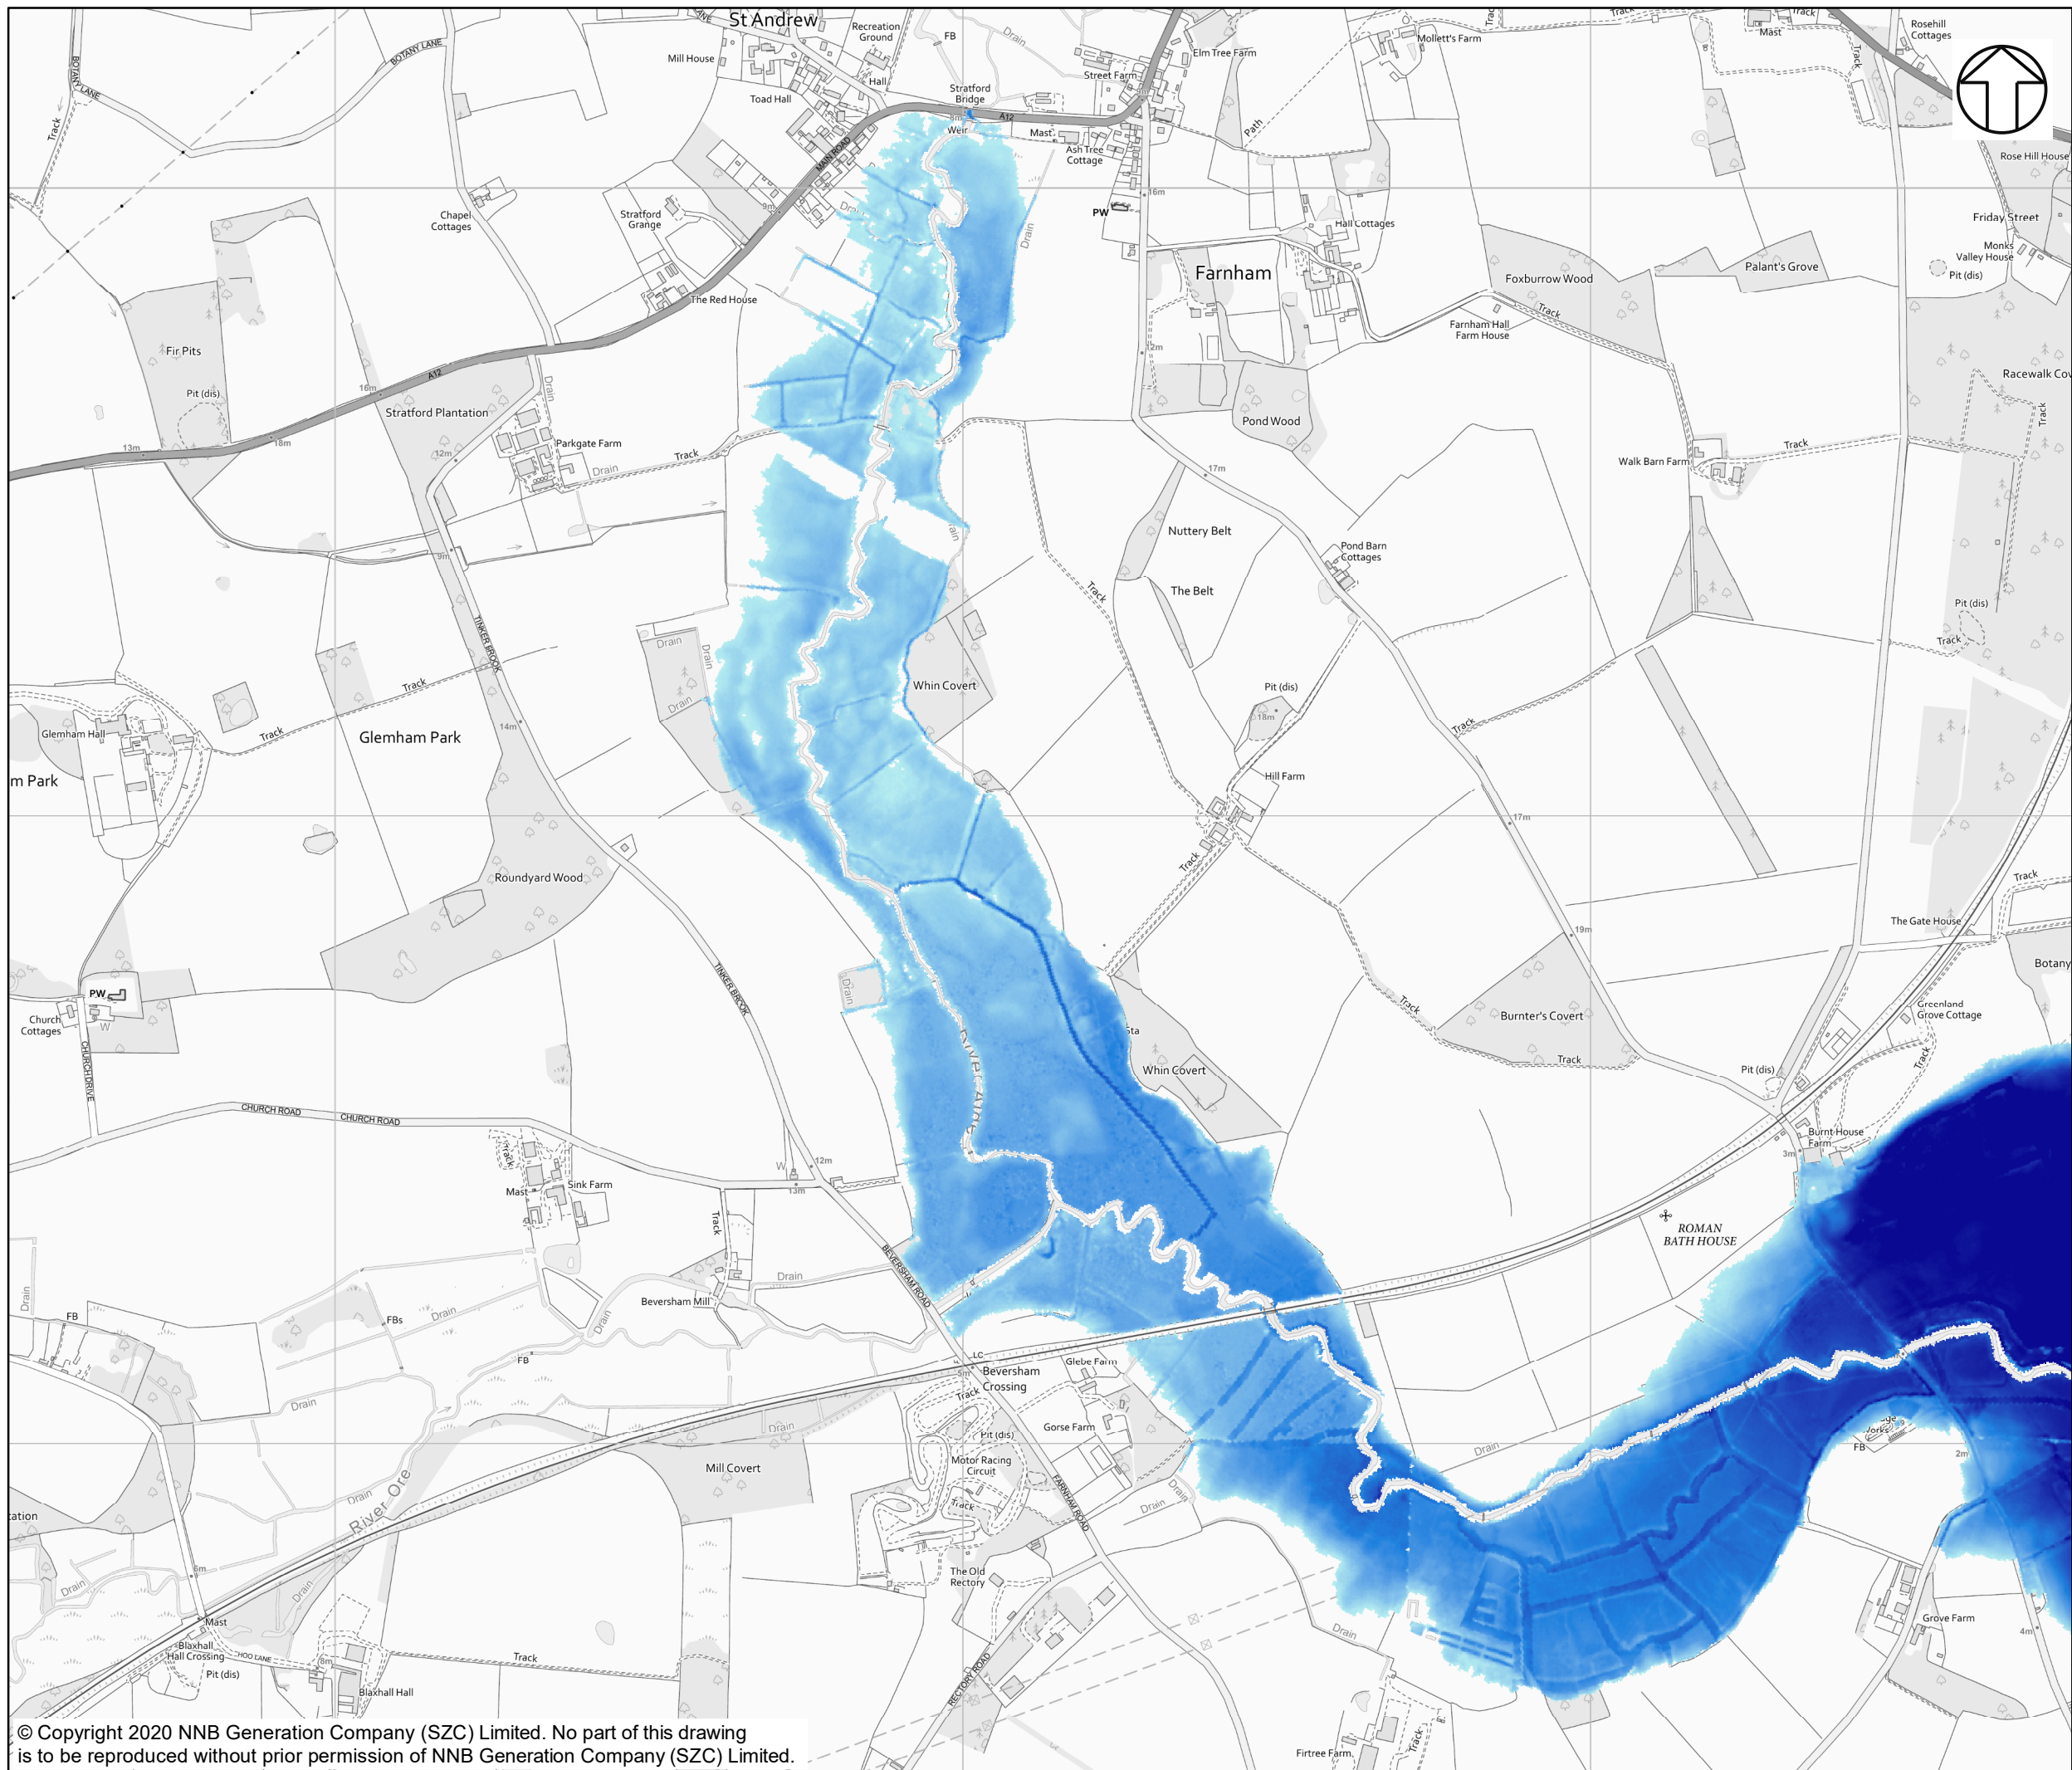 St Andrew
Recreation
Ground
FB
Drain
Elm Tree Farm
Mollett's Farm
Track
Track
Mast
Track
Rosehill
Cottages
BOTANY LANE
BOTANY LANE
Mill House
Hall
Street Farm
Stratford
Bridge
Toad Hall
A12
Weir
Mast
Ash Tree
Cottage
Path
Track
MAIN ROAD
Rose Hill House
Track
16m
Chapel
Cottages
Stratford
Grange
9m
PW
Drain
Hall Cottages
Friday Street
Monks
Valley House
Pit (dis)
Farnham
Foxburrow Wood
Palant's Grove
The Red House
Track
Farnham Hall
Farm House
Fir Pits
12m
A12
16m
Pit (dis)
Drain
Stratford Plantation
Pond Wood
Track
13m
18m
12m
Parkgate Farm
Drain
Track
Walk Barn Farm
Track
17m
9m
Nuttery Belt
Pond Barn
Cottages
The Belt
Track
Pit (dis)
TINKER BROOK
Drain
Drain
Track
Track
Whin Covert
Drain
Pit (dis)
18m
Glemham Hall
Track
14m
Glemham Park
Track
m Park
Hill Farm
17m
Track
Roundyard Wood
Track
The Gate House
19m
TINKER BROOK
Drain
Botany
PW
Church
Cottages
W
Track
Burnter's Covert
Greenland
Grove Cottage
Sta
Whin Covert
Track
Track
Pit (dis)
CHURCH DRIVE
CHURCH ROAD
CHURCH ROAD
Burnt House
Farm
3m
Track
Mast
Sink Farm
W
12m
13m
Track
ROMAN
BATH HOUSE
BEVERSHAM ROAD
Drain
Drain
Beversham Mill
FB
FBs
Drain
Drain
FB
LC
5m
Beversham
Crossing
Glebe Farm
Track
Drain
Drain
Gorse Farm
Pit (dis)
Drain
Works
FB
2m
Mill Covert
Motor Racing
Circuit
Track
FARNHAM ROAD
Drain
Drain
Drain
River Ore
The Old
Rectory
6m
Drain
Drain
Mast
Blaxhall
Hall Crossing
Pit (dis)
8m
Track
Blaxhall Hall
RECTORY ROAD
Drain
Grove Farm
4m
Firtree Farm
Track
© Copyright 2020 NNB Generation Company (SZC) Limited. No part of this drawing
is to be reproduced without prior permission of NNB Generation Company (SZC) Limited.